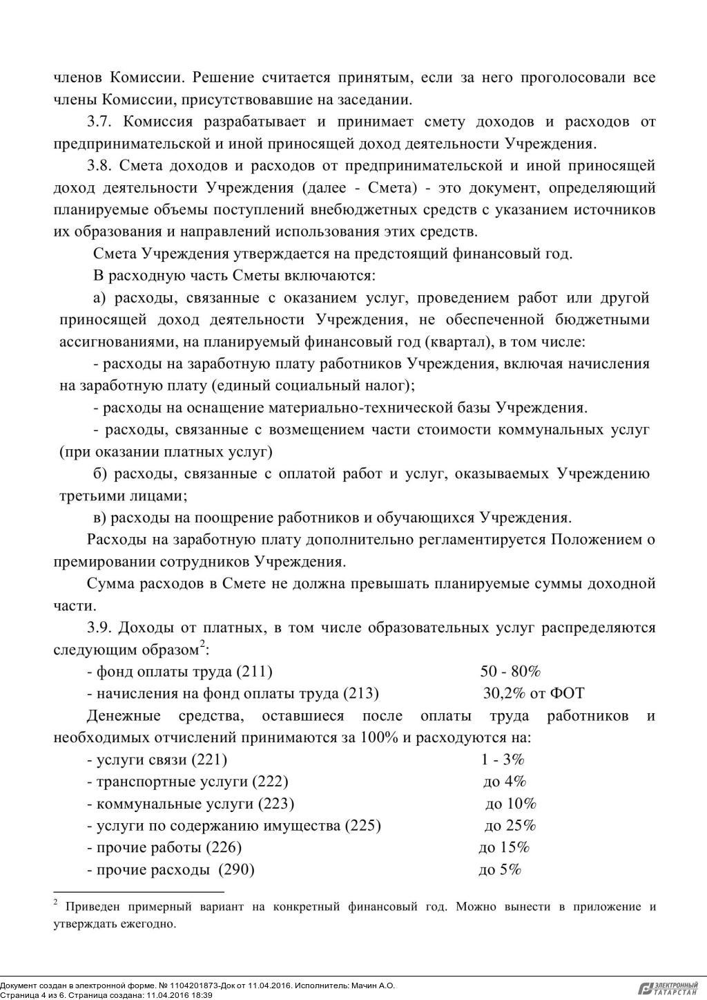 членов Комиссии. Решение считается принятым, если за него проголосовали все
члены Комиссии, присутствовавшие на заседании.
3.7. Комиссия разрабатывает и принимает смету доходов и расходов от
предпринимательской и иной приносящей доход деятельности Учреждения.
3.8. Смета доходов и расходов от предпринимательской и иной приносящей
доход деятельности Учреждения (далее - Смета) - это документ, определяющий
планируемые объемы поступлений внебюджетных средств с указанием источников
их образования и направлений использования этих средств.
Смета Учреждения утверждается на предстоящий финансовый год.
В расходную часть Сметы включаются:
а) расходы, связанные с оказанием услуг, проведением работ или другой
приносящей доход деятельности Учреждения, не обеспеченной бюджетными
ассигнованиями, на планируемый финансовый год (квартал), в том числе:
- расходы на заработную плату работников Учреждения, включая начисления
на заработную плату (единый социальный налог);
- расходы на оснащение материально-технической базы Учреждения.
- расходы, связанные с возмещением части стоимости коммунальных услуг
(при оказании платных услуг)
б) расходы, связанные с оплатой работ и услуг, оказываемых Учреждению
третьими лицами;
в) расходы на поощрение работников и обучающихся Учреждения.
Расходы на заработную плату дополнительно регламентируется Положением о
премировании сотрудников Учреждения.
Сумма расходов в Смете не должна превышать планируемые суммы доходной
части.
3.9. Доходы от платных, в том числе образовательных услуг распределяются
следующим образом2:
- фонд оплаты труда (211) 50 - 80%
- начисления на фонд оплаты труда (213) 30,2% от ФОТ
Денежные средства, оставшиеся после оплаты труда работников и
необходимых отчислений принимаются за 100% и расходуются на:
- услуги связи (221) 1 - 3%
- транспортные услуги (222) до 4%
- коммунальные услуги (223) до 10%
- услуги по содержанию имущества (225) до 25%
- прочие работы (226) до 15%
- прочие расходы (290) до 5%
2 Приведен примерный вариант на конкретный финансовый год. Можно вынести в приложение и
утверждать ежегодно.
Документ создан в электронной форме. № 1104201873-Док от 11.04.2016. Исполнитель: Мачин А.О.
Страница 4 из 6. Страница создана: 11.04.2016 18:39
ЭЛЕКТРОННЫЙ
ТАТАРСТАН